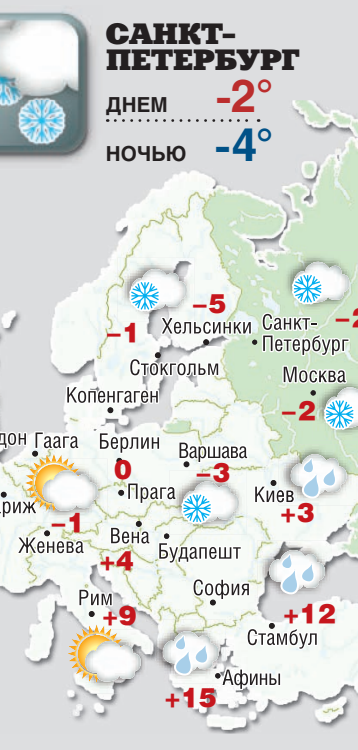 САНКТ-
ПЕТЕРБУРГ
ДНЕМ -2°
НОЧЬЮ -4°
-5
-1
Хельсинки
Санкт-
Петербург
Стокгольм
Москва
-2
Копенгаген
Гаага
Берлин
0
Варшава
-3
Прага
Киев
+3
-1
Женева
Вена
+4
Будапешт
София
Рим
+9
+12
Стамбул
Афины
+15